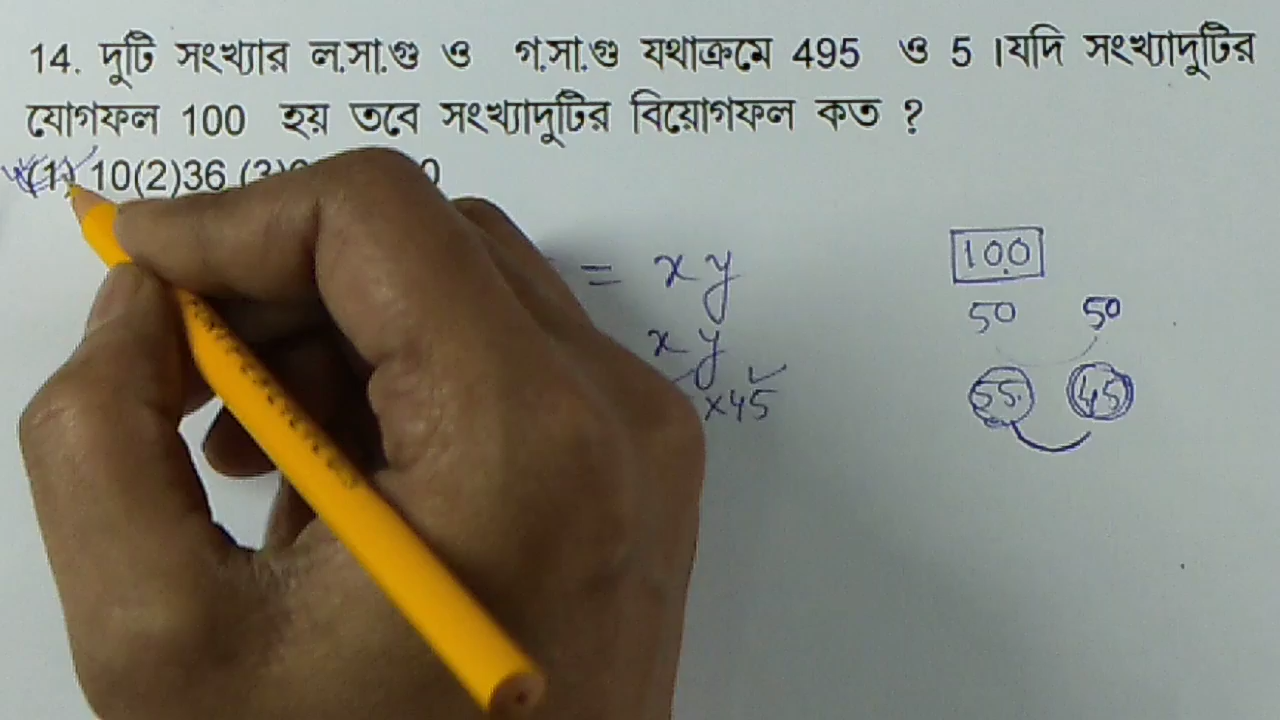 14. দুটি সংখ্যার ল.সা.গু ও গ.সা.গু যথাক্রমে 495 ও 5 ।যদি সংখ্যাদুটির
যোগফল 100 হয় তবে সংখ্যাদুটির বিয়োগফল কত ?
(1) 10(2)36 (3)
= xy
xy
×45
100
50 50
55 45